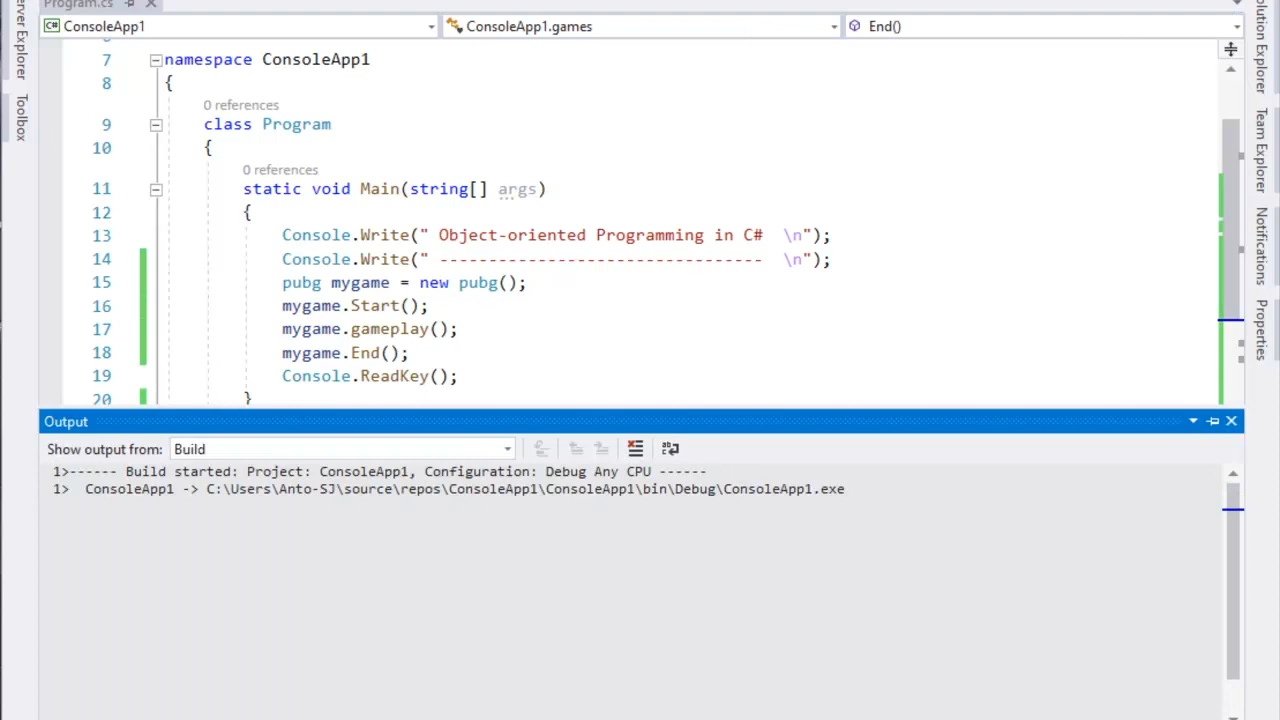 Program.cs
ConsoleApp1 ConsoleApp1.games End()
7 namespace ConsoleApp1
8 {
0 references
9 class Program
10 {
0 references
11 static void Main(string[] args)
12 {
13 Console.Write(" Object-oriented Programming in C#  \n");
14 Console.Write(" ---------------------------------  \n");
15 pubg mygame = new pubg();
16 mygame.Start();
17 mygame.gameplay();
18 mygame.End();
19 Console.ReadKey();
20 }
Output
Show output from: Build
1>------ Build started: Project: ConsoleApp1, Configuration: Debug Any CPU ------
1>  ConsoleApp1 -> C:\Users\Anto-SJ\source\repos\ConsoleApp1\ConsoleApp1\bin\Debug\ConsoleApp1.exe
Explorer
Toolbox
Explorer
Team Explorer
Notifications
Properties